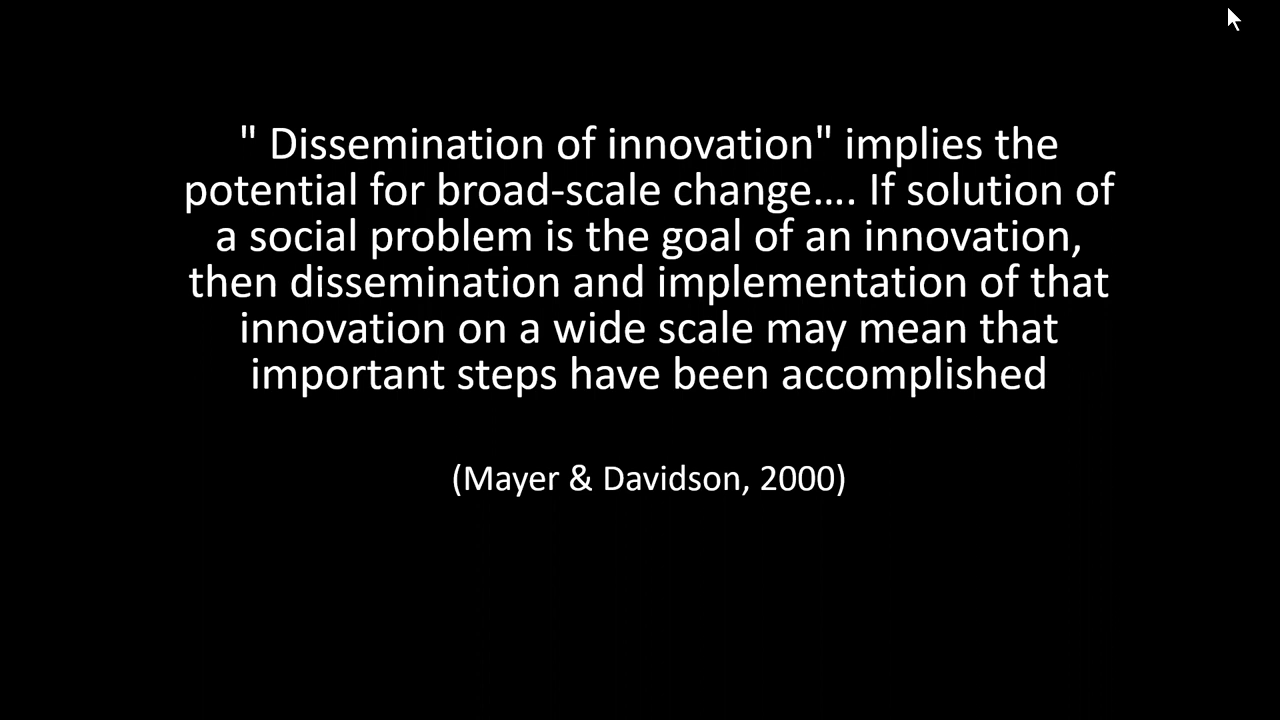 " Dissemination of innovation" implies the
potential for broad-scale change…. If solution of
a social problem is the goal of an innovation,
then dissemination and implementation of that
innovation on a wide scale may mean that
important steps have been accomplished
(Mayer & Davidson, 2000)